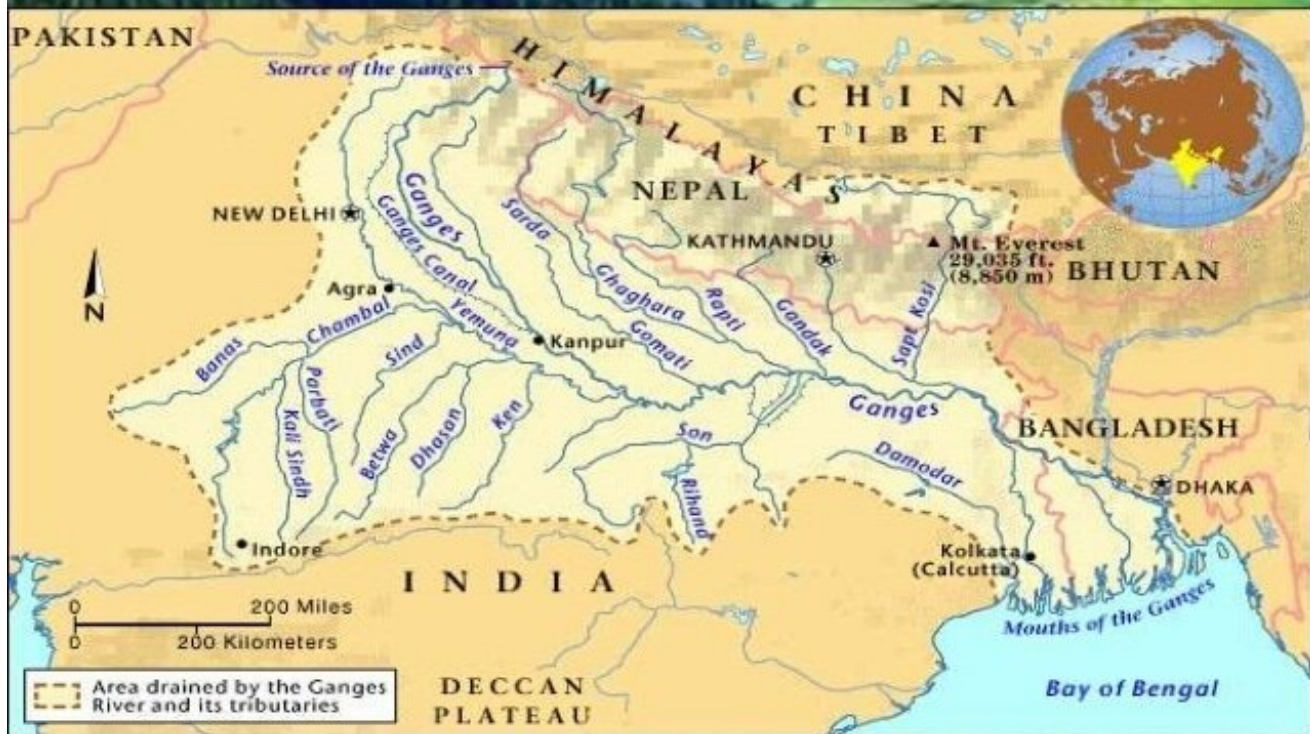 PAKISTAN
Source of the Ganges
HIMALAYAS
CHINA
TIBET
NEPAL
NEW DELHI
Ganges
Ganges Canal
Sarda
KATHMANDU
Mt. Everest
29,035 ft.
(8,850 m)
BHUTAN
N
Agra
Chambal
Yemuna
Ghaghara
Rapti
Gandak
Sapt Kosi
Banas
Sind
Kanpur
Gomati
Parbati
Kali Sindh
Betwa
Dhasan
Ken
Son
Rihand
Ganges
Damodar
BANGLADESH
DHAKA
Indore
INDIA
Kolkata
(Calcutta)
Mouths of the Ganges
0 200 Miles
0 200 Kilometers
Area drained by the Ganges
River and its tributaries
DECCAN
PLATEAU
Bay of Bengal